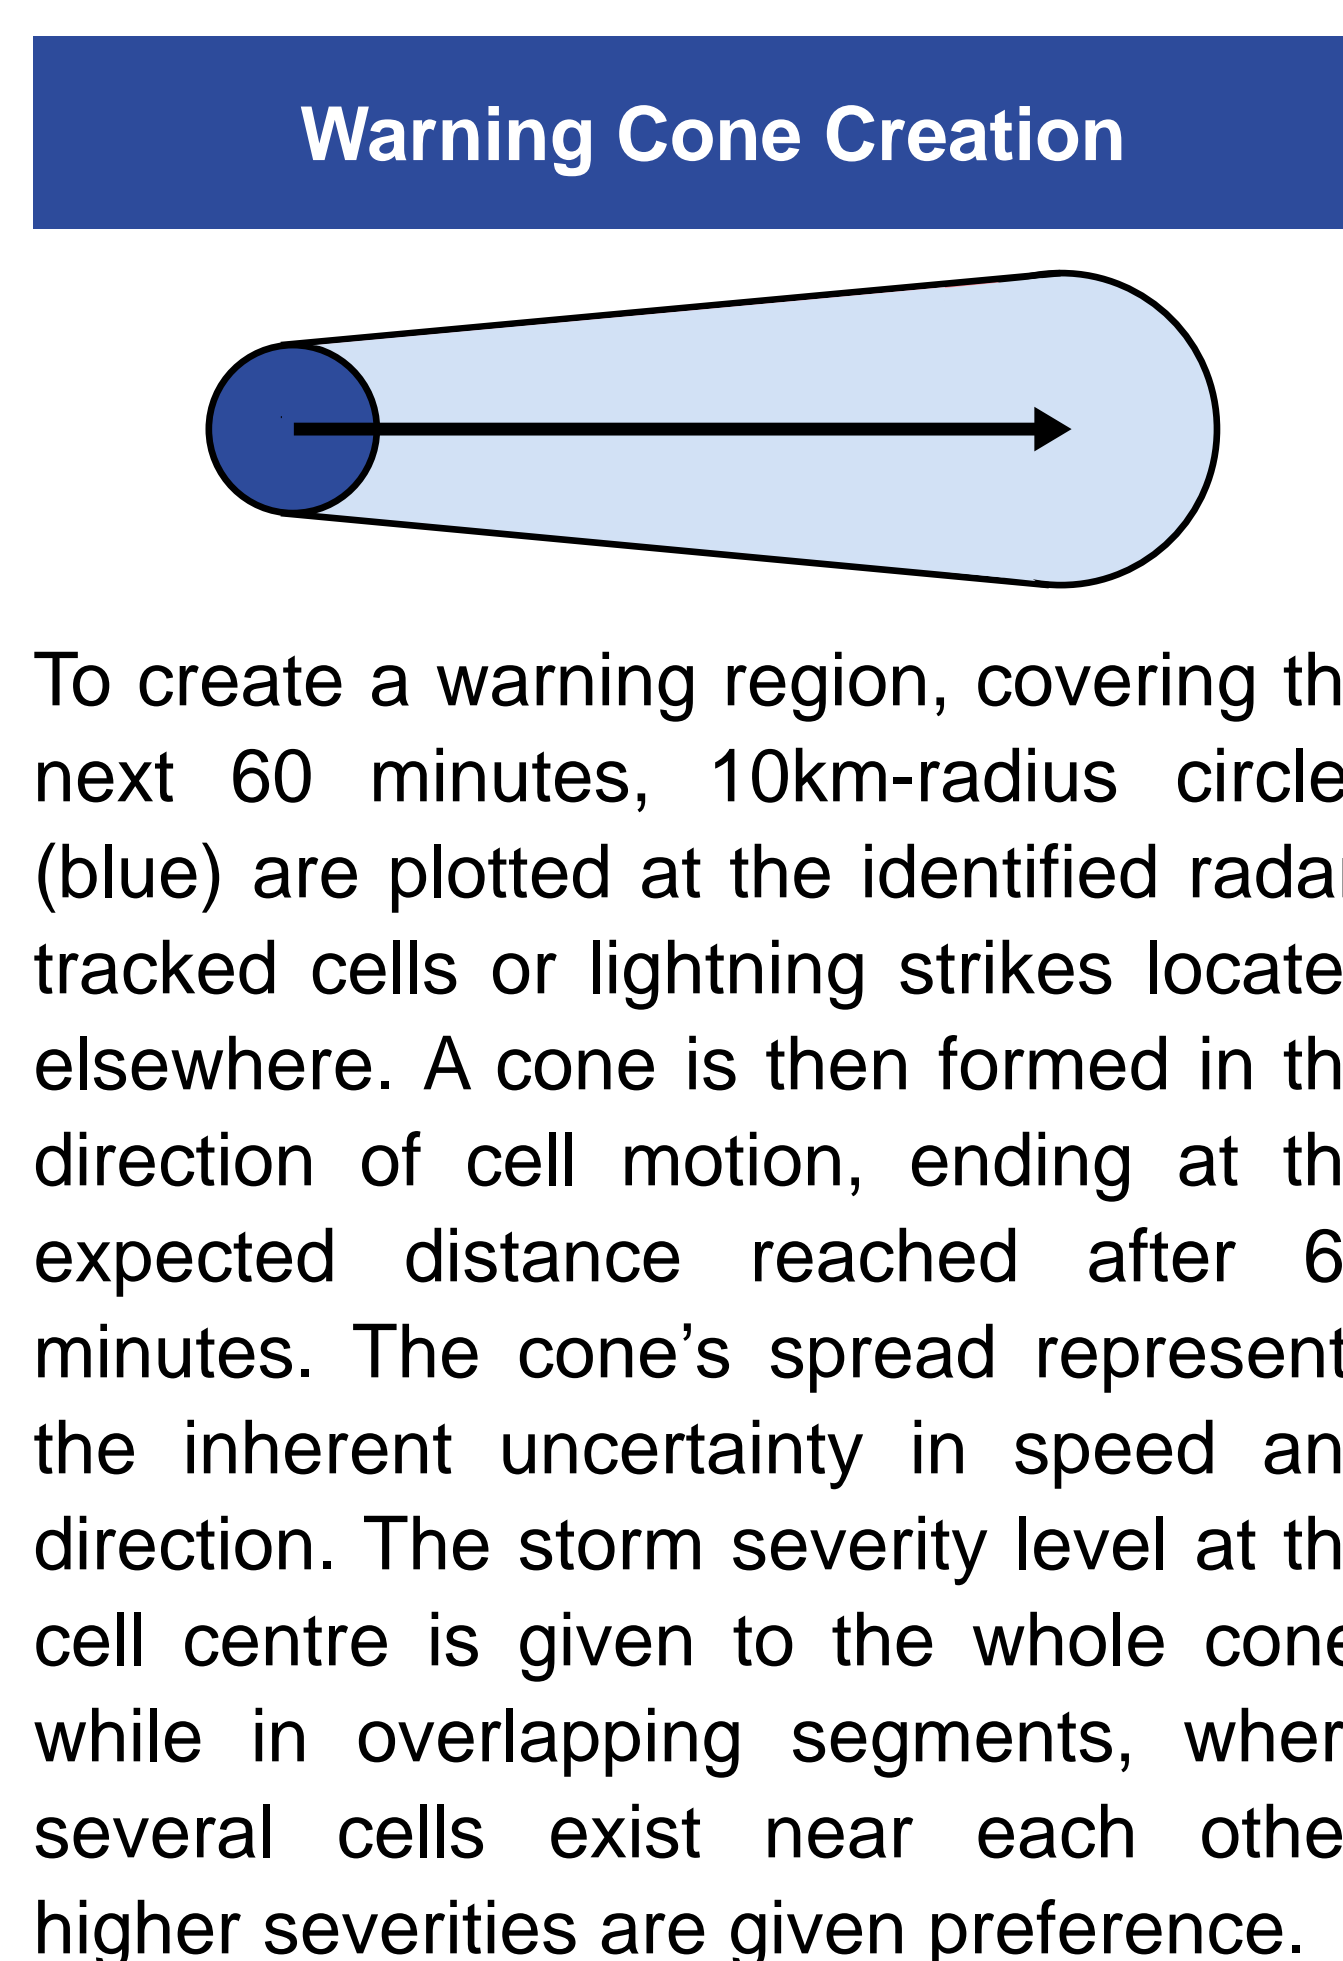 Warning Cone Creation
To create a warning region, covering th
next 60 minutes, 10km-radius circle
(blue) are plotted at the identified radar
tracked cells or lightning strikes locate
elsewhere. A cone is then formed in th
direction of cell motion, ending at th
expected distance reached after 6
minutes. The cone’s spread represent
the inherent uncertainty in speed an
direction. The storm severity level at th
cell centre is given to the whole cone
while in overlapping segments, wher
several cells exist near each othe
higher severities are given preference.